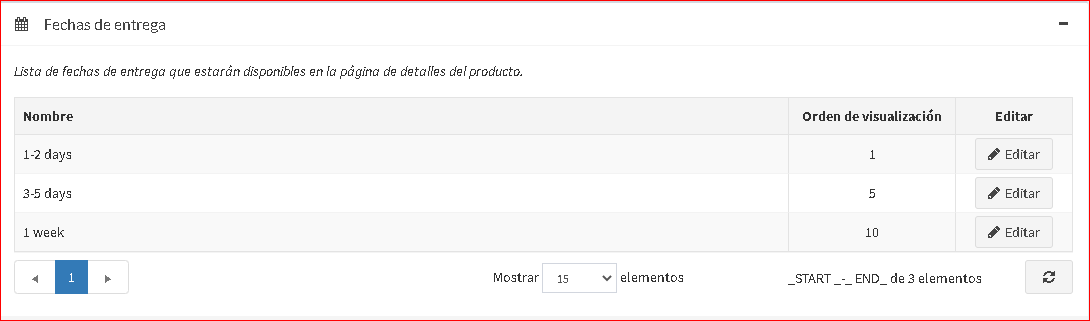 Fechas de entrega
Lista de fechas de entrega que estarán disponibles en la página de detalles del producto.
Nombre Orden de visualización Editar
1-2 days 1 Editar
3-5 days 5 Editar
1 week 10 Editar
1 Mostrar 15 elementos _START _-_ END_ de 3 elementos